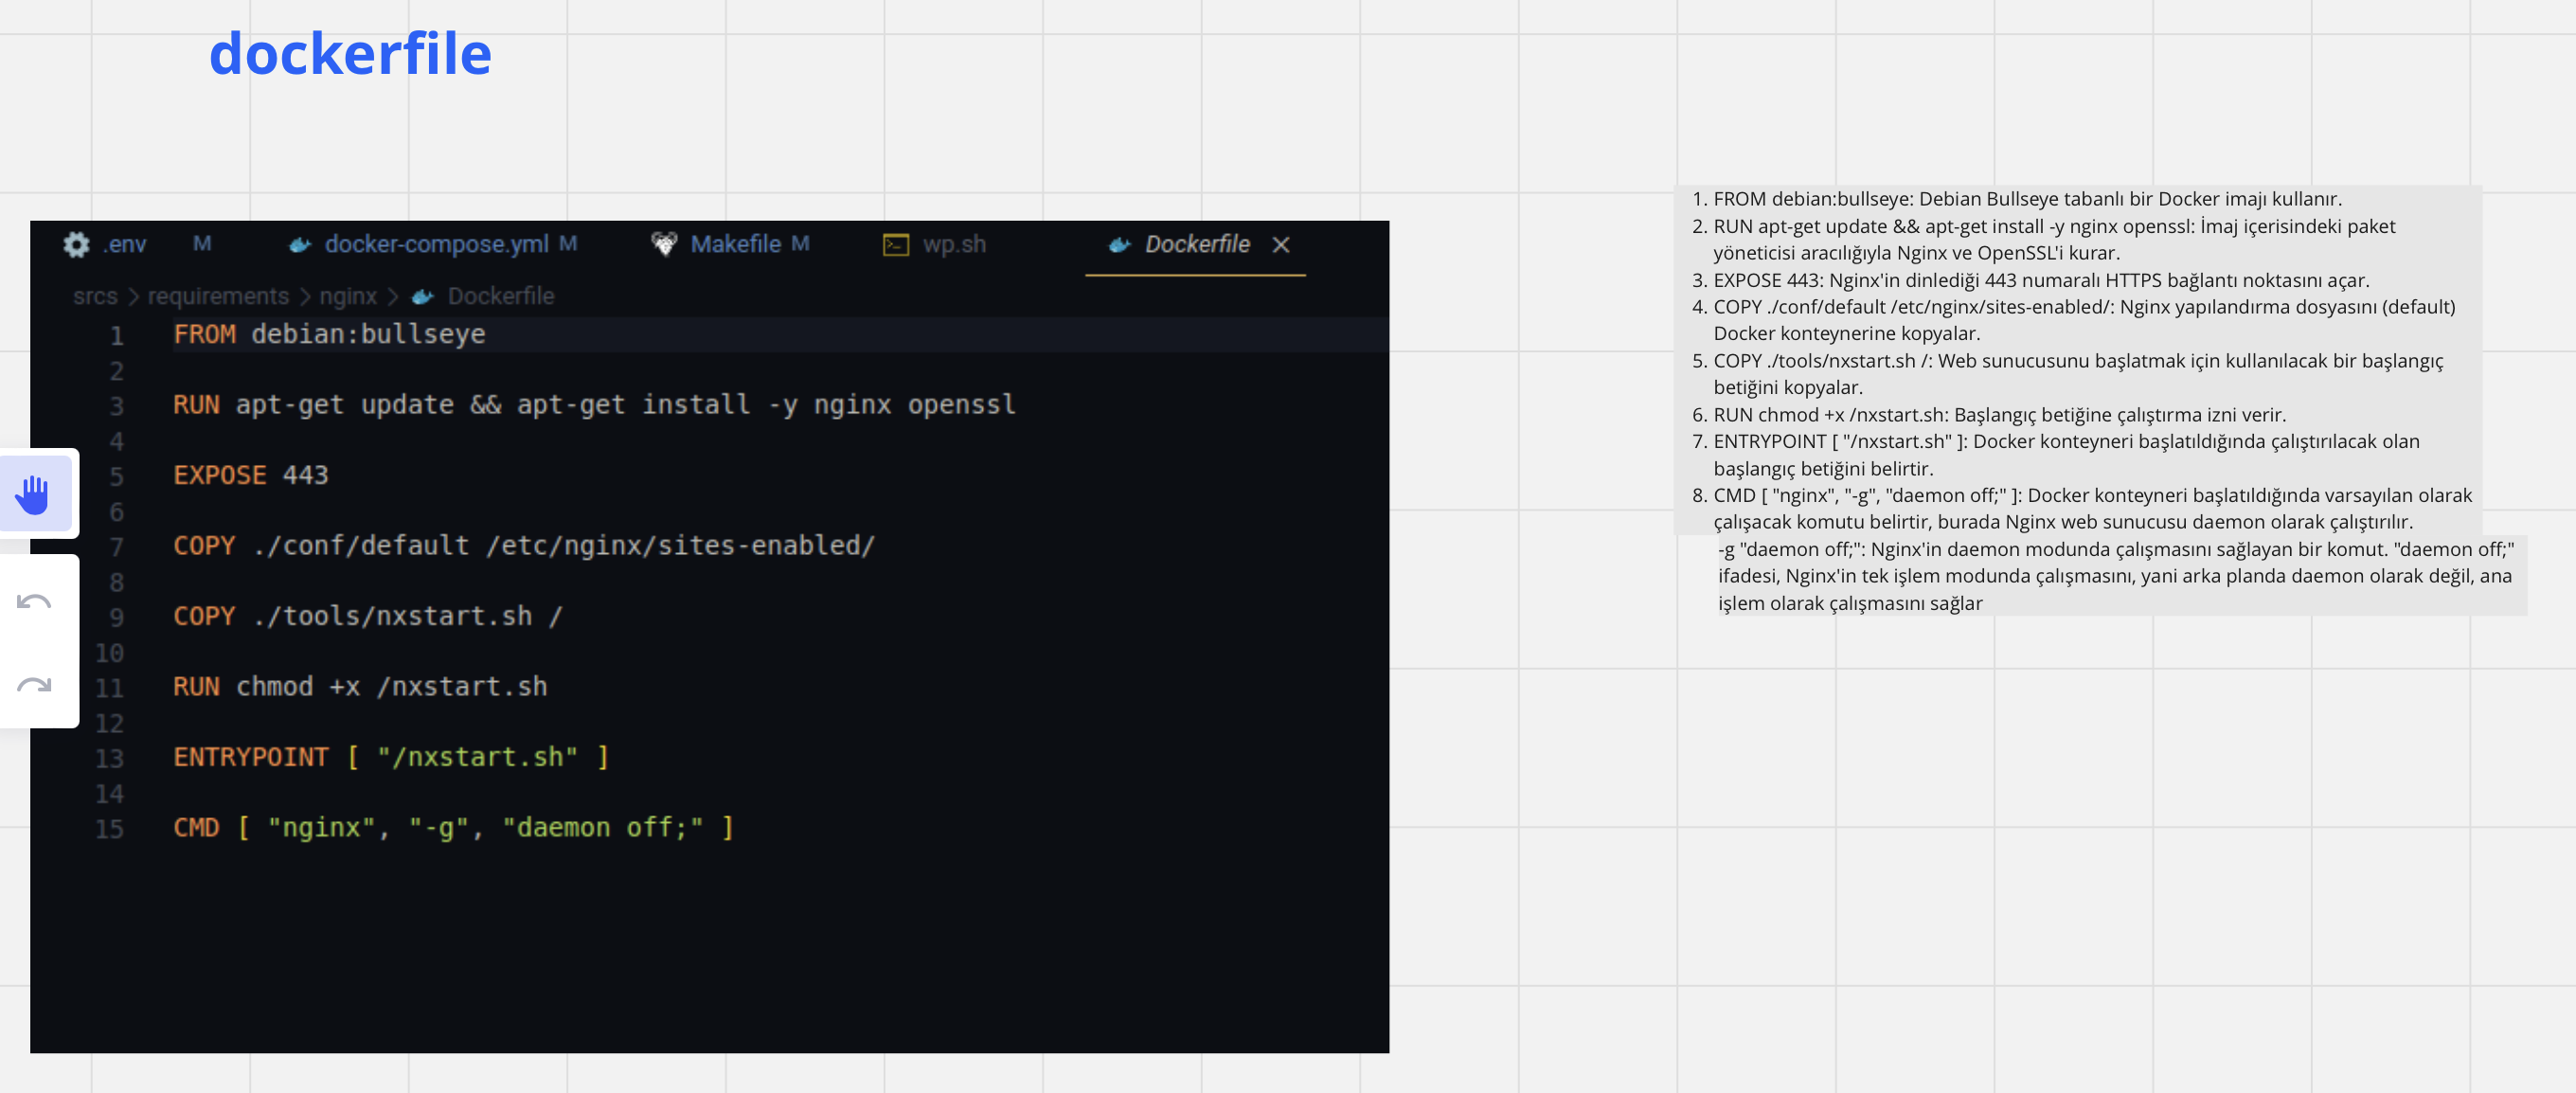 dockerfile
.env M docker-compose.yml M Makefile M wp.sh Dockerfile
srcs > requirements > nginx > Dockerfile
1 FROM debian:bullseye
2
3 RUN apt-get update && apt-get install -y nginx openssl
4
5 EXPOSE 443
6
7 COPY ./conf/default /etc/nginx/sites-enabled/
8
9 COPY ./tools/nxstart.sh /
10
11 RUN chmod +x /nxstart.sh
12
13 ENTRYPOINT [ "/nxstart.sh" ]
14
15 CMD [ "nginx", "-g", "daemon off;" ]
1. FROM debian:bullseye: Debian Bullseye tabanlı bir Docker imajı kullanır.
2. RUN apt-get update && apt-get install -y nginx openssl: İmaj içerisindeki paket
yöneticisi aracılığıyla Nginx ve OpenSSL'i kurar.
3. EXPOSE 443: Nginx'in dinlediği 443 numaralı HTTPS bağlantı noktasını açar.
4. COPY ./conf/default /etc/nginx/sites-enabled/: Nginx yapılandırma dosyasını (default)
Docker konteynerine kopyalar.
5. COPY ./tools/nxstart.sh /: Web sunucusunu başlatmak için kullanılacak bir başlangıç
betiğini kopyalar.
6. RUN chmod +x /nxstart.sh: Başlangıç betiğine çalıştırma izni verir.
7. ENTRYPOINT [ "/nxstart.sh" ]: Docker konteyneri başlatıldığında çalıştırılacak olan
başlangıç betiğini belirtir.
8. CMD [ "nginx", "-g", "daemon off;" ]: Docker konteyneri başlatıldığında varsayılan olarak
çalışacak komutu belirtir, burada Nginx web sunucusu daemon olarak çalıştırılır.
-g "daemon off;": Nginx'in daemon modunda çalışmasını sağlayan bir komut. "daemon off;"
ifadesi, Nginx'in tek işlem modunda çalışmasını, yani arka planda daemon olarak değil, ana
işlem olarak çalışmasını sağlar